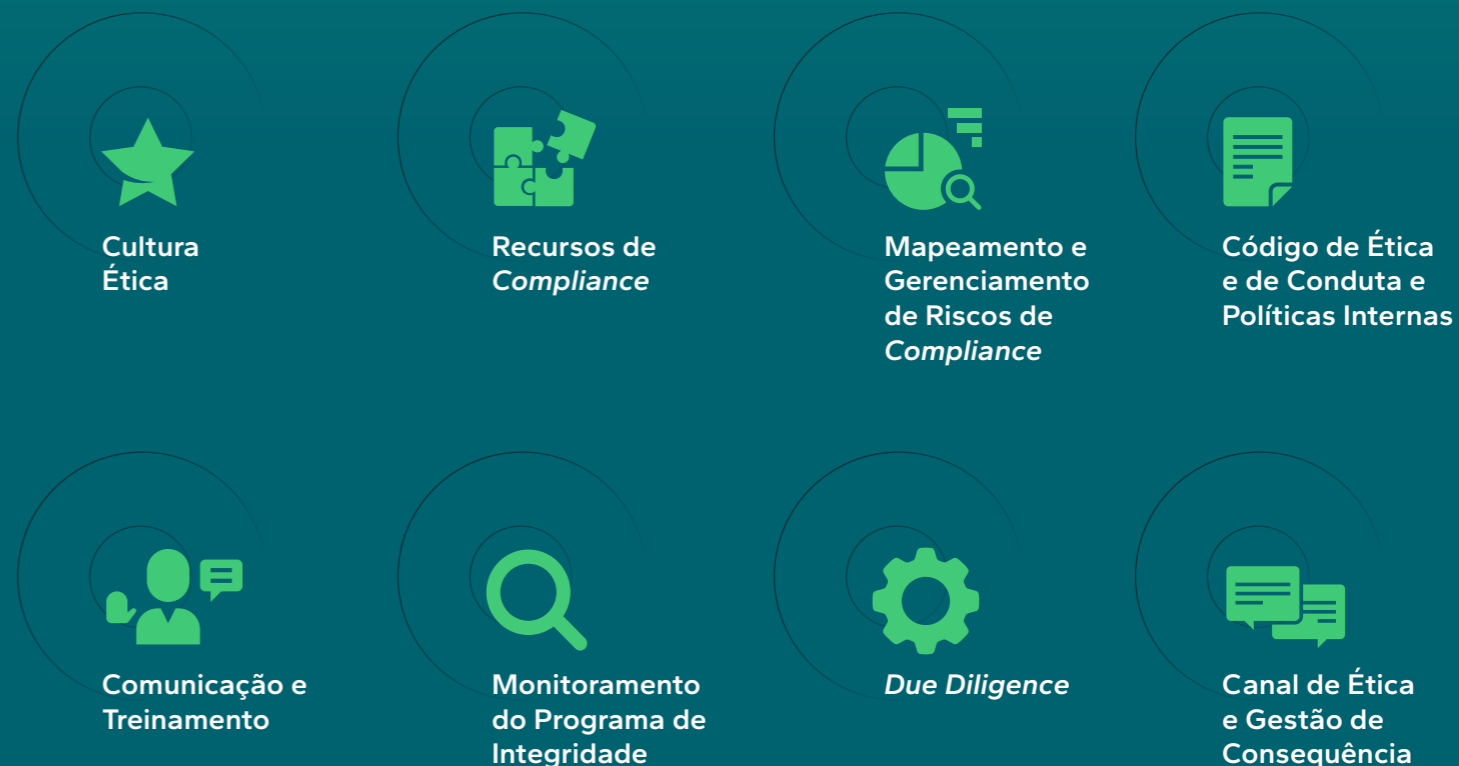 Cultura
Ética
Recursos de
Compliance
Mapeamento e
Gerenciamento
de Riscos de
Compliance
Código de Ética
e de Conduta e
Políticas Internas
Comunicação e
Treinamento
Monitoramento
do Programa de
Integridade
Due Diligence
Canal de Ética
e Gestão de
Consequência